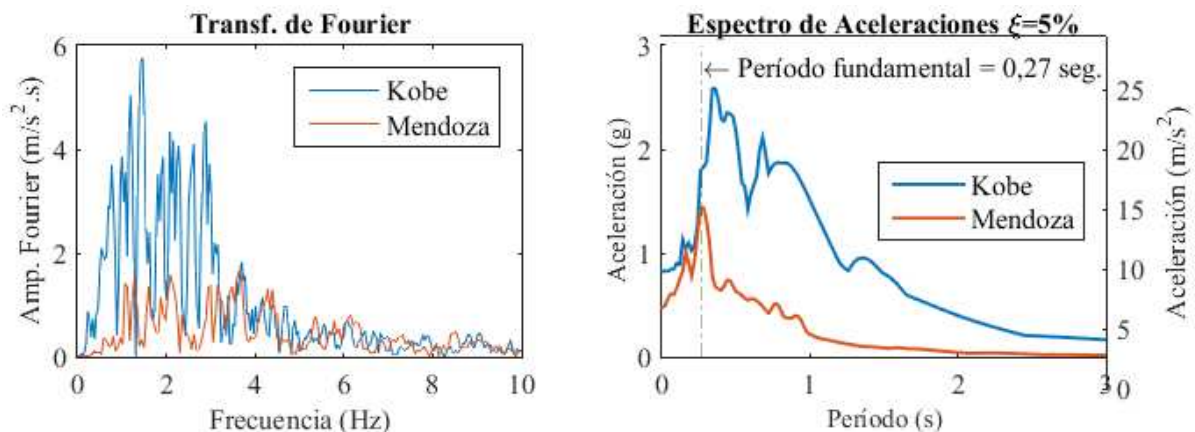 Transf. de Fourier
Amp. Fourier (m/s².s)
6
4
2
0
Kobe
Mendoza
0 2 4 6 8 10
Frecuencia (Hz)
Espectro de Aceleraciones ξ=5%
Aceleración (g)
3
2
1
0
← Período fundamental = 0,27 seg.
Kobe
Mendoza
25
20
15
10
5
0
Aceleración (m/s²)
0 1 2 3
Período (s)